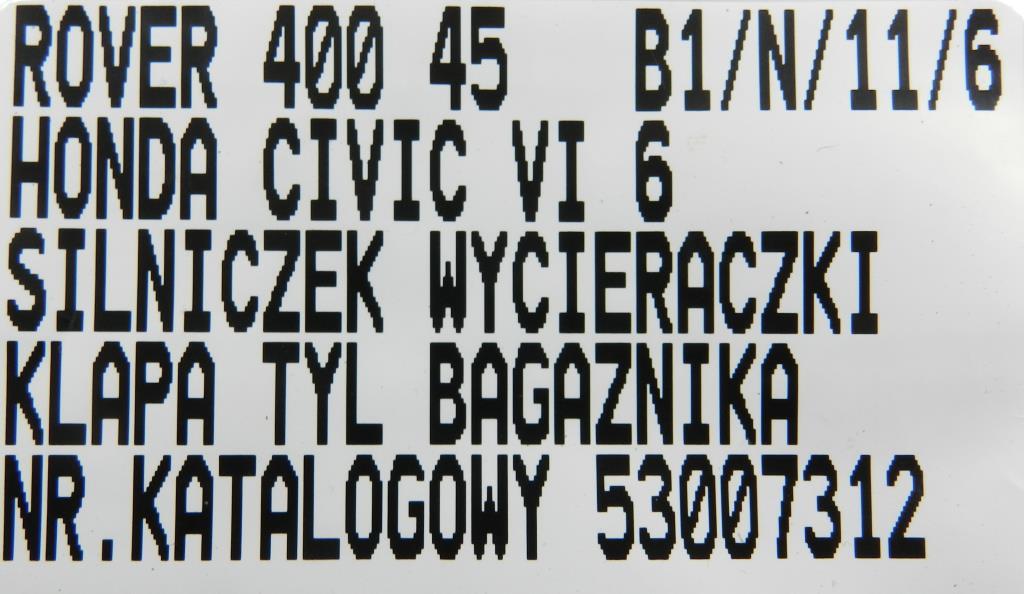 ROVER 400 45 B1/N/11/6
HONDA CIVIC VI 6
SILNICZEK WYCIERACZKI
KLAPA TYL BAGAZNIKA
NR.KATALOGOWY 53007312